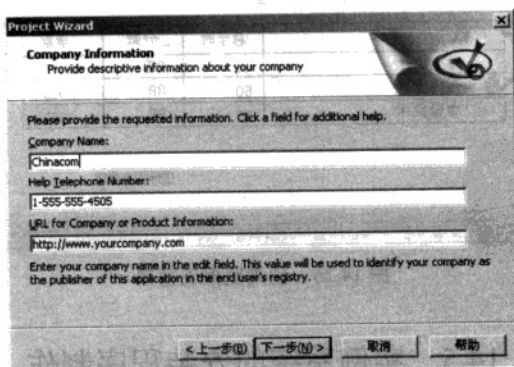 Project Wizard
Company Information
Provide descriptive information about your company
Please provide the requested information. Click a field for additional help.
Company Name:
Chinacom
Help Telephone Number:
1-555-555-4505
URL for Company or Product Information:
http://www.yourcompany.com
Enter your company name in the edit field. This value will be used to identify your company as
the publisher of this application in the end user's registry.
<上一步(B) 下一步(N)> 取消 帮助